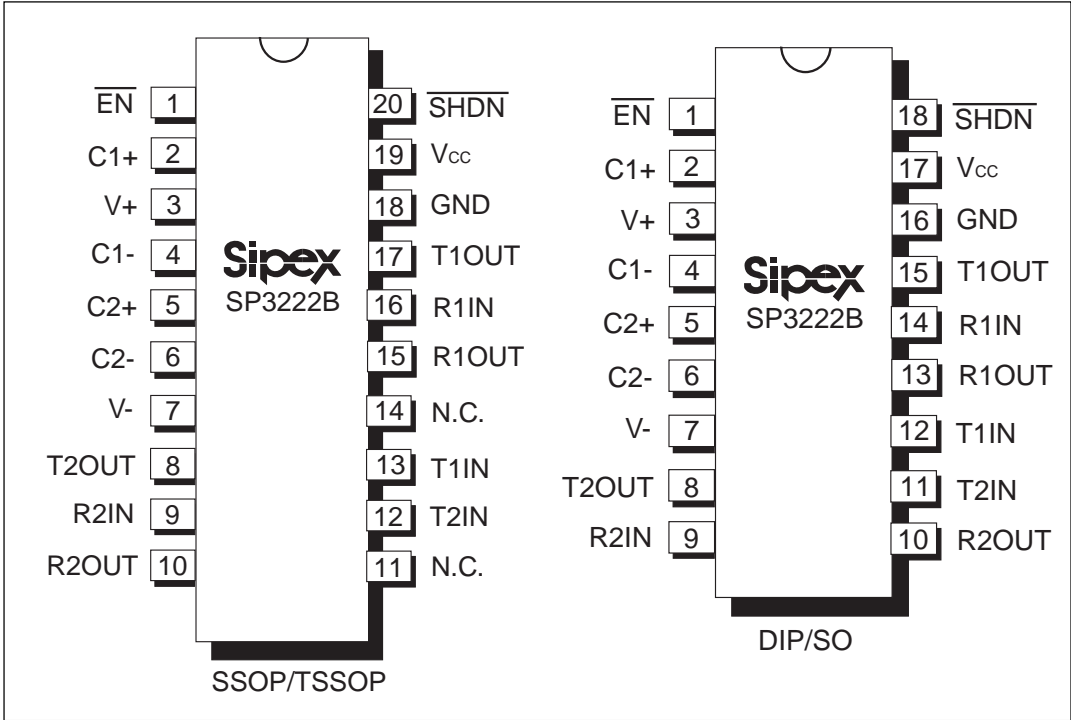 EN 1
C1+ 2
V+ 3
C1- 4
C2+ 5
C2- 6
V- 7
T2OUT 8
R2IN 9
R2OUT 10
20 SHDN
19 Vcc
18 GND
17 T1OUT
16 R1IN
15 R1OUT
14 N.C.
13 T1IN
12 T2IN
11 N.C.
Sipex
SP3222B
SSOP/TSSOP
EN 1
C1+ 2
V+ 3
C1- 4
C2+ 5
C2- 6
V- 7
T2OUT 8
R2IN 9
18 SHDN
17 Vcc
16 GND
15 T1OUT
14 R1IN
13 R1OUT
12 T1IN
11 T2IN
10 R2OUT
Sipex
SP3222B
DIP/SO